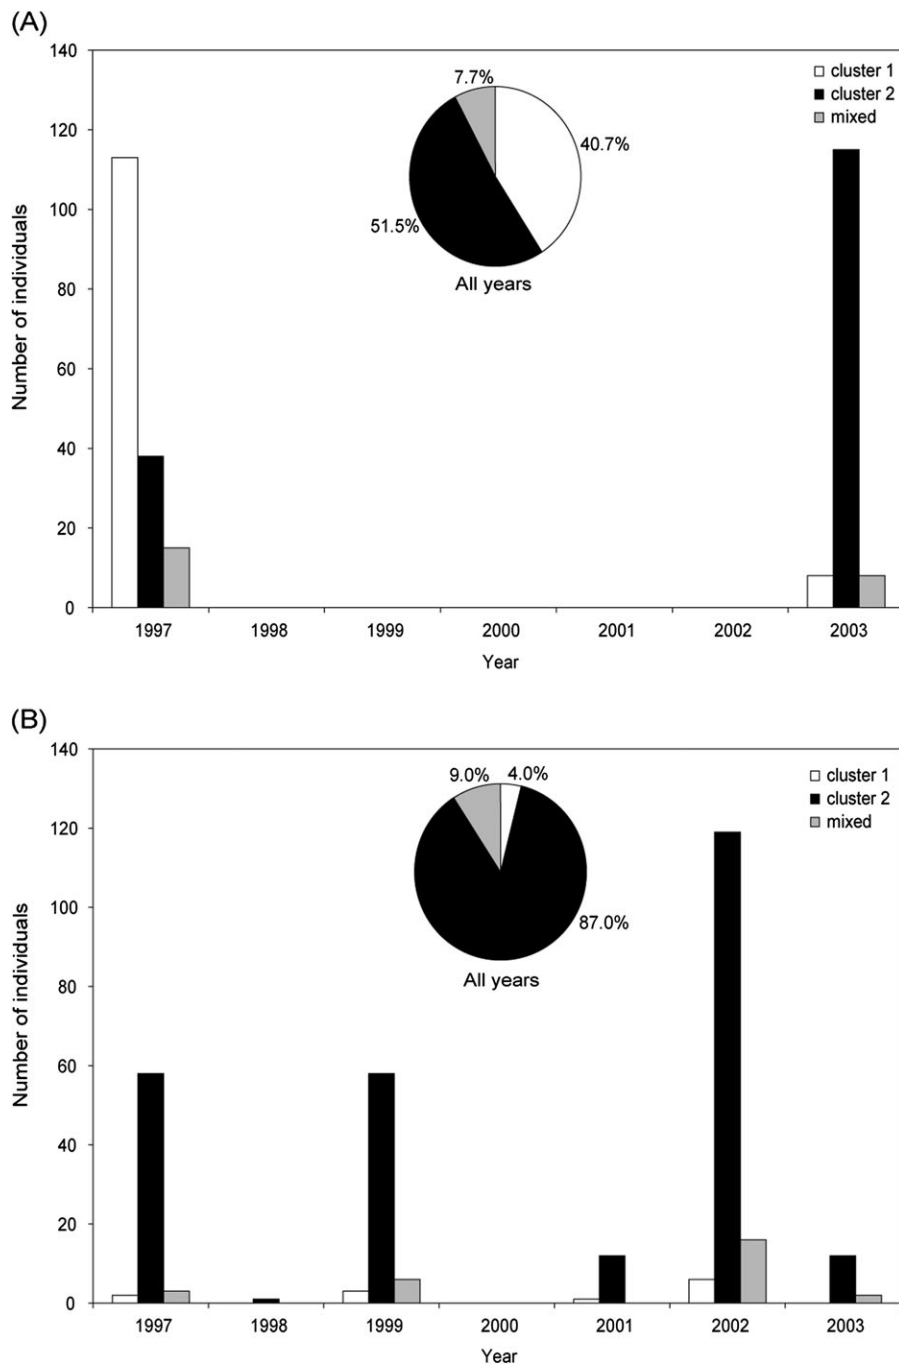 (A)
140
120
100
80
60
40
20
0
Number of individuals
7.7%
40.7%
51.5%
All years
cluster 1
cluster 2
mixed
1997 1998 1999 2000 2001 2002 2003
Year
(B)
140
120
100
80
60
40
20
0
Number of individuals
9.0% 4.0%
87.0%
All years
cluster 1
cluster 2
mixed
1997 1998 1999 2000 2001 2002 2003
Year